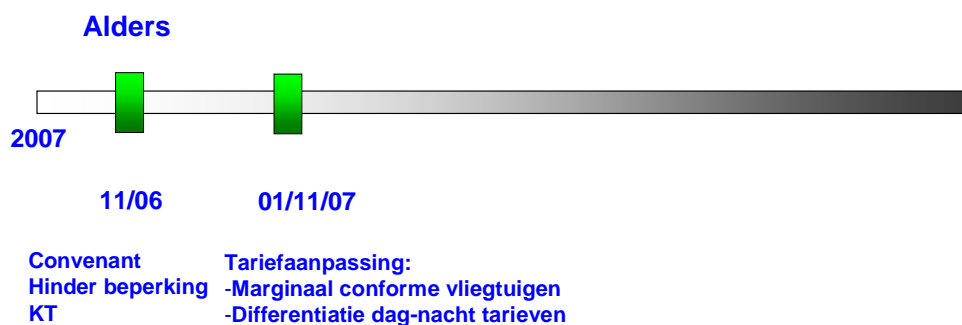 Alders
2007
11/06
01/11/07
Convenant
Hinder beperking
KT
Tariefaanpassing:
-Marginaal conforme vliegtuigen
-Differentiatie dag-nacht tarieven